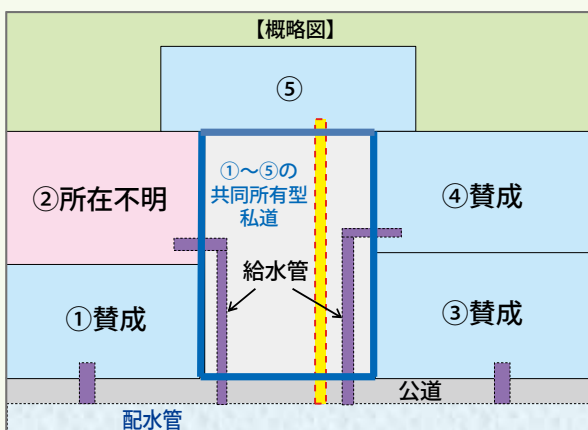 【概略図】
⑤
②所在不明
①～⑤の
共同所有型
私道
④賛成
給水管
①賛成
③賛成
公道
配水管